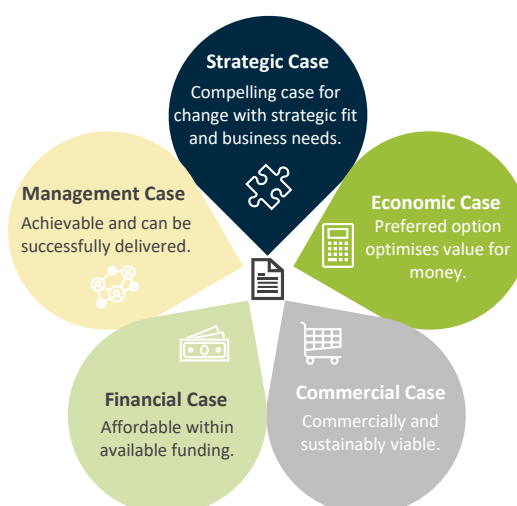 Strategic Case
Compelling case for
change with strategic fit
and business needs.
Economic Case
Preferred option
optimises value for
money.
Commercial Case
Commercially and
sustainably viable.
Financial Case
Affordable within
available funding.
Management Case
Achievable and can be
successfully delivered.